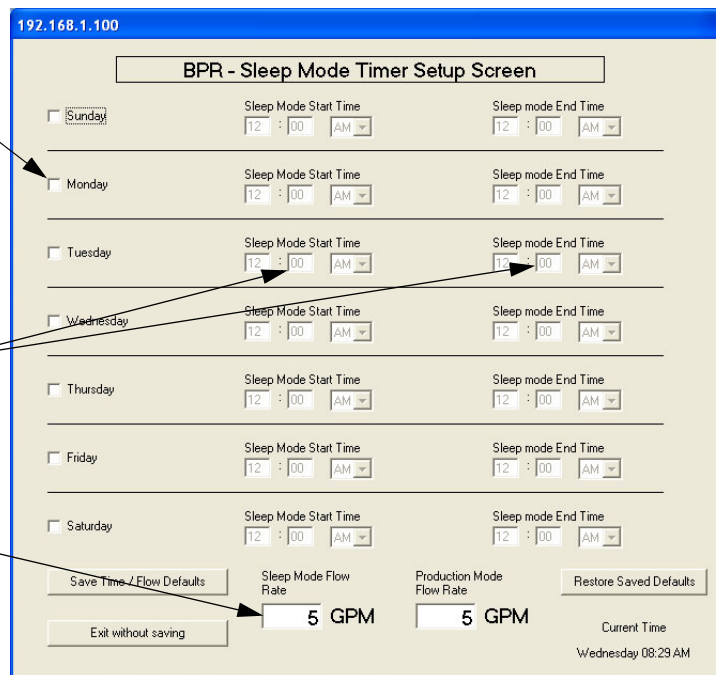 192.168.1.100
BPR - Sleep Mode Timer Setup Screen
Sunday
Sleep Mode Start Time
12 : 00 AM
Sleep mode End Time
12 : 00 AM
Monday
Sleep Mode Start Time
12 : 00 AM
Sleep mode End Time
12 : 00 AM
Tuesday
Sleep Mode Start Time
12 : 00 AM
Sleep mode End Time
12 : 00 AM
Wednesday
Sleep Mode Start Time
12 : 00 AM
Sleep mode End Time
12 : 00 AM
Thursday
Sleep Mode Start Time
12 : 00 AM
Sleep mode End Time
12 : 00 AM
Friday
Sleep Mode Start Time
12 : 00 AM
Sleep mode End Time
12 : 00 AM
Saturday
Sleep Mode Start Time
12 : 00 AM
Sleep mode End Time
12 : 00 AM
Save Time / Flow Defaults
Exit without saving
Sleep Mode Flow
Rate
5 GPM
Production Mode
Flow Rate
5 GPM
Restore Saved Defaults
Current Time
Wednesday 08:29 AM